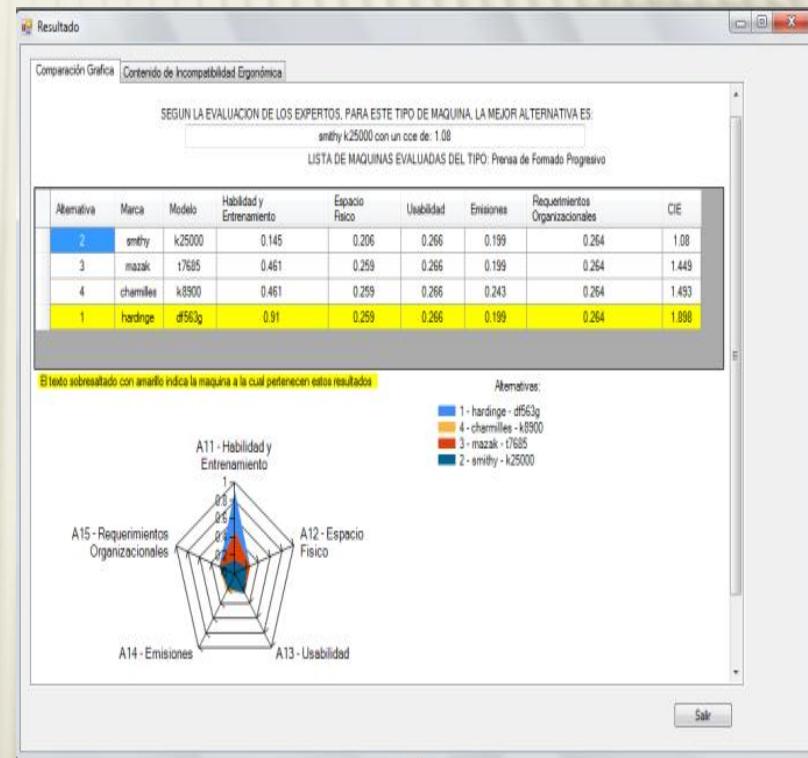 Resultado
Comparación Grafica Contenido de Incompatibilidad Ergonómica
SEGUN LA EVALUACION DE LOS EXPERTOS, PARA ESTE TIPO DE MAQUINA, LA MEJOR ALTERNATIVA ES:
smithy k25000 con un cce de: 1.08
LISTA DE MAQUINAS EVALUADAS DEL TIPO: Prensa de Formado Progresivo
Alternativa Marca Modelo Habilidad y Entrenamiento Espacio Fisico Usabilidad Emisiones Requerimientos Organizacionales CIE
2 smithy k25000 0.145 0.206 0.266 0.199 0.264 1.08
3 mazak t7685 0.461 0.259 0.266 0.199 0.264 1.449
4 charmilles k8900 0.461 0.259 0.266 0.243 0.264 1.493
1 hardinge df563g 0.91 0.259 0.266 0.199 0.264 1.898
El texto sobresaltado con amarillo indica la maquina a la cual pertenecen estos resultados
Alternativas:
1 - hardinge - df563g
4 - charmilles - k8900
3 - mazak - t7685
2 - smithy - k25000
A11 - Habilidad y
Entrenamiento
1
0.8
0.6
0.4
0.2
A15 - Requerimientos
Organizacionales
A12 - Espacio
Fisico
A14 - Emisiones
A13 - Usabilidad
Salir